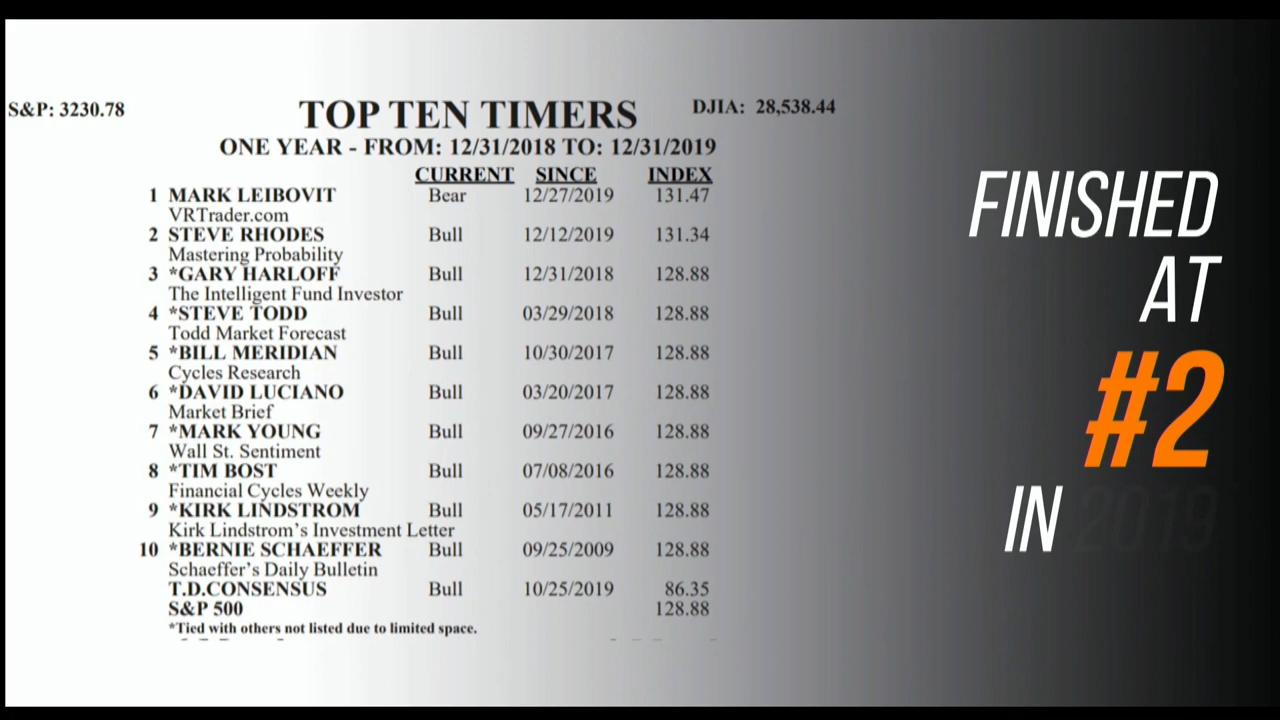 S&P: 3230.78
TOP TEN TIMERS
DJIA: 28,538.44
ONE YEAR - FROM: 12/31/2018 TO: 12/31/2019
CURRENT SINCE INDEX
1 MARK LEIBOVIT Bear 12/27/2019 131.47
VRTrader.com
2 STEVE RHODES Bull 12/12/2019 131.34
Mastering Probability
3 *GARY HARLOFF Bull 12/31/2018 128.88
The Intelligent Fund Investor
4 *STEVE TODD Bull 03/29/2018 128.88
Todd Market Forecast
5 *BILL MERIDIAN Bull 10/30/2017 128.88
Cycles Research
6 *DAVID LUCIANO Bull 03/20/2017 128.88
Market Brief
7 *MARK YOUNG Bull 09/27/2016 128.88
Wall St. Sentiment
8 *TIM BOST Bull 07/08/2016 128.88
Financial Cycles Weekly
9 *KIRK LINDSTROM Bull 05/17/2011 128.88
Kirk Lindstrom's Investment Letter
10 *BERNIE SCHAEFFER Bull 09/25/2009 128.88
Schaeffer's Daily Bulletin
T.D.CONSENSUS Bull 10/25/2019 86.35
S&P 500 128.88
*Tied with others not listed due to limited space.
FINISHED
AT
#2
IN 2019